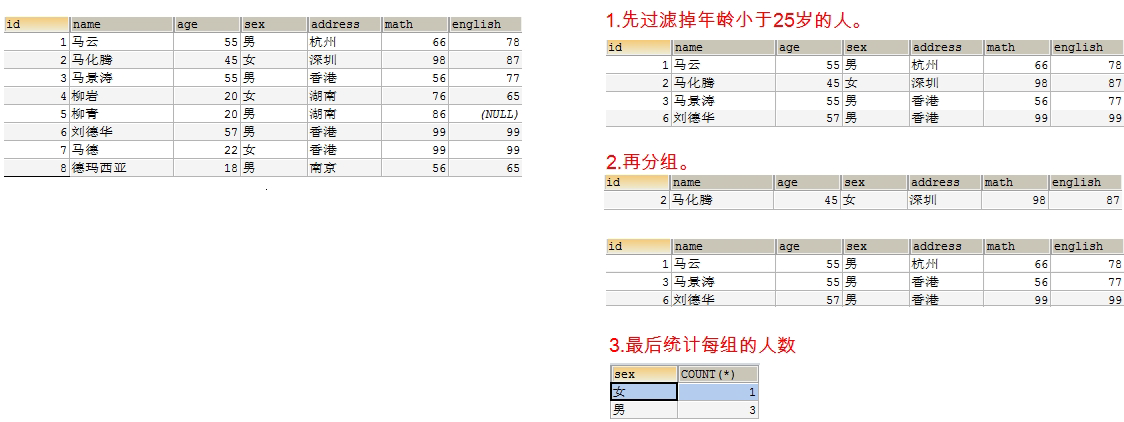 id name age sex address math english
1 马云 55 男 杭州 66 78
2 马化腾 45 女 深圳 98 87
3 马景涛 55 男 香港 56 77
4 柳岩 20 女 湖南 76 65
5 柳青 20 男 湖南 86 (NULL)
6 刘德华 57 男 香港 99 99
7 马德 22 女 香港 99 99
8 德玛西亚 18 男 南京 56 65
1.先过滤掉年龄小于25岁的人。
id name age sex address math english
1 马云 55 男 杭州 66 78
2 马化腾 45 女 深圳 98 87
3 马景涛 55 男 香港 56 77
6 刘德华 57 男 香港 99 99
2.再分组。
id name age sex address math english
2 马化腾 45 女 深圳 98 87
id name age sex address math english
1 马云 55 男 杭州 66 78
3 马景涛 55 男 香港 56 77
6 刘德华 57 男 香港 99 99
3.最后统计每组的人数
sex COUNT(*)
女 1
男 3